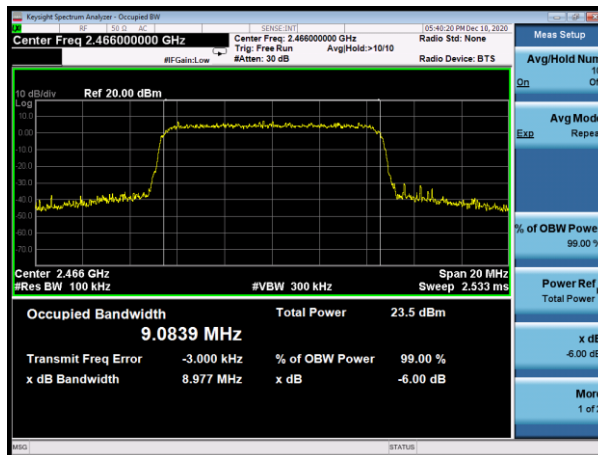 Keysight Spectrum Analyzer - Occupied BW
RF 50 Ω AC SENSE:INT 05:40:20 PM Dec 10, 2020
Center Freq 2.466000000 GHz Center Freq: 2.466000000 GHz Radio Std: None
Trig: Free Run Avg|Hold:>10/10
#IFGain:Low #Atten: 30 dB Radio Device: BTS
10 dB/div Ref 20.00 dBm
Log
10.0
0.00
-10.0
-20.0
-30.0
-40.0
-50.0
-60.0
-70.0
Center 2.466 GHz Span 20 MHz
#Res BW 100 kHz #VBW 300 kHz Sweep 2.533 ms
Occupied Bandwidth Total Power 23.5 dBm
9.0839 MHz
Transmit Freq Error -3.000 kHz % of OBW Power 99.00 %
x dB Bandwidth 8.977 MHz x dB -6.00 dB
MSG STATUS
Meas Setup
Avg/Hold Num
10
On Of
Avg Mode
Exp Repea
% of OBW Power
99.00 %
Power Ref
Total Power
x dB
-6.00 dB
More
1 of 2